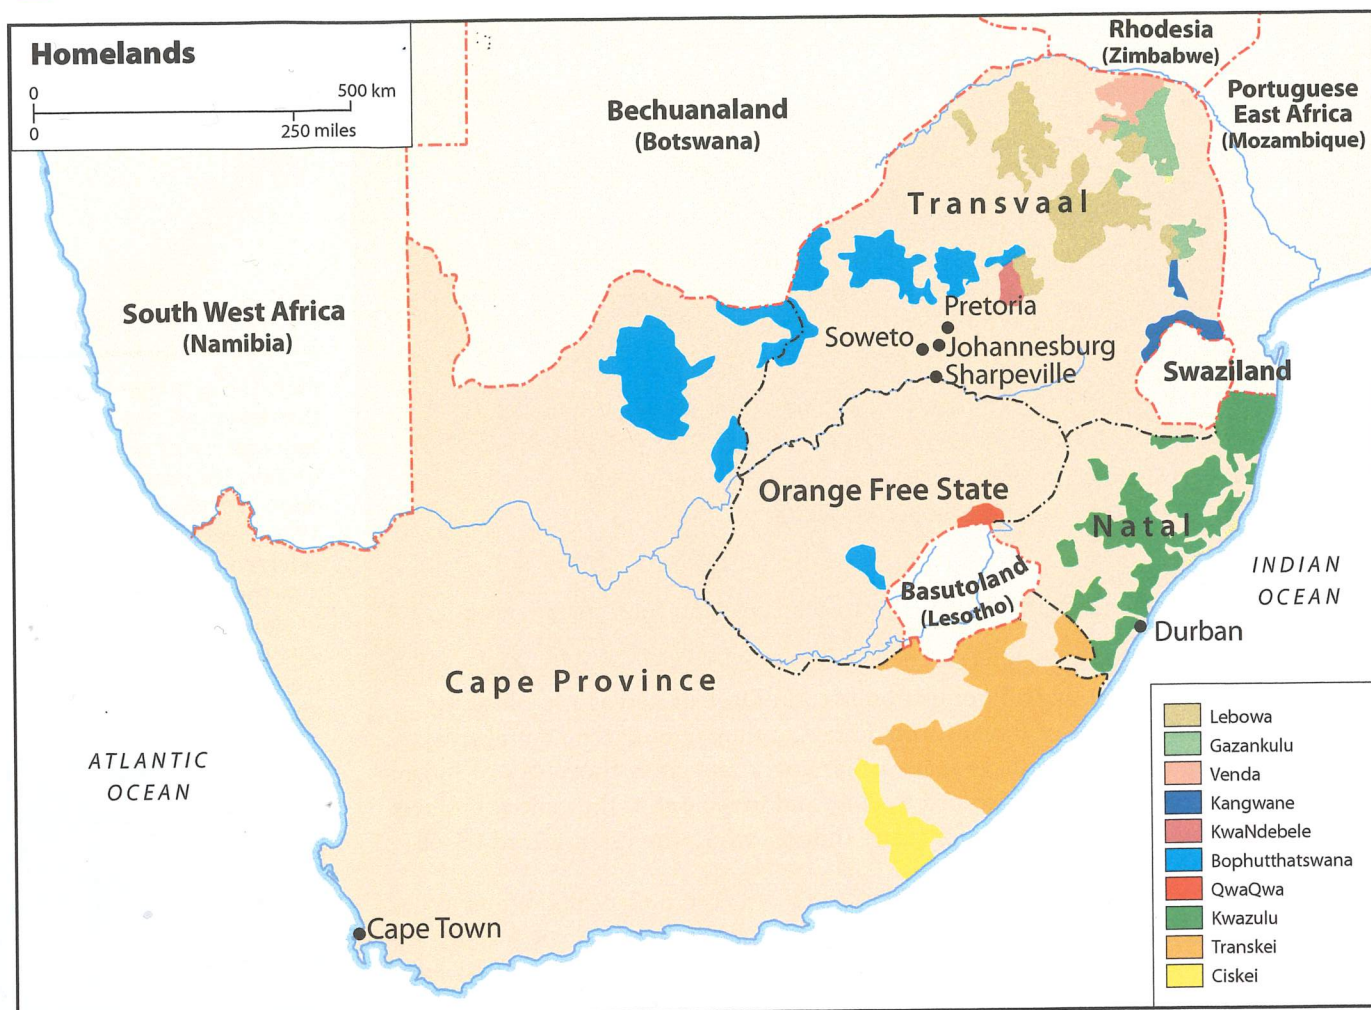 Homelands
0 500 km
0 250 miles
Rhodesia
(Zimbabwe)
Bechuanaland
(Botswana)
Portuguese
East Africa
(Mozambique)
Transvaal
South West Africa
(Namibia)
Pretoria
Soweto
Johannesburg
Sharpeville
Swaziland
Orange Free State
Natal
Basutoland
(Lesotho)
INDIAN
OCEAN
Durban
Cape Province
ATLANTIC
OCEAN
Cape Town
Lebowa
Gazankulu
Venda
Kangwane
KwaNdebele
Bophutthatswana
QwaQwa
Kwazulu
Transkei
Ciskei